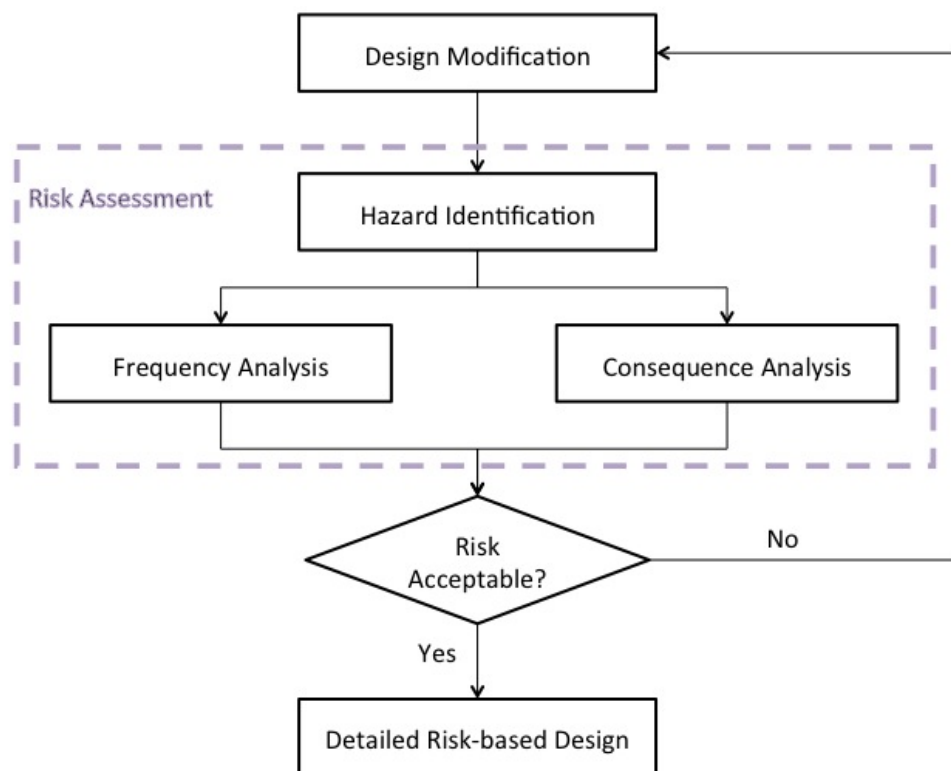 Design Modification
Risk Assessment
Hazard Identification
Frequency Analysis
Consequence Analysis
Risk
Acceptable?
No
Yes
Detailed Risk-based Design